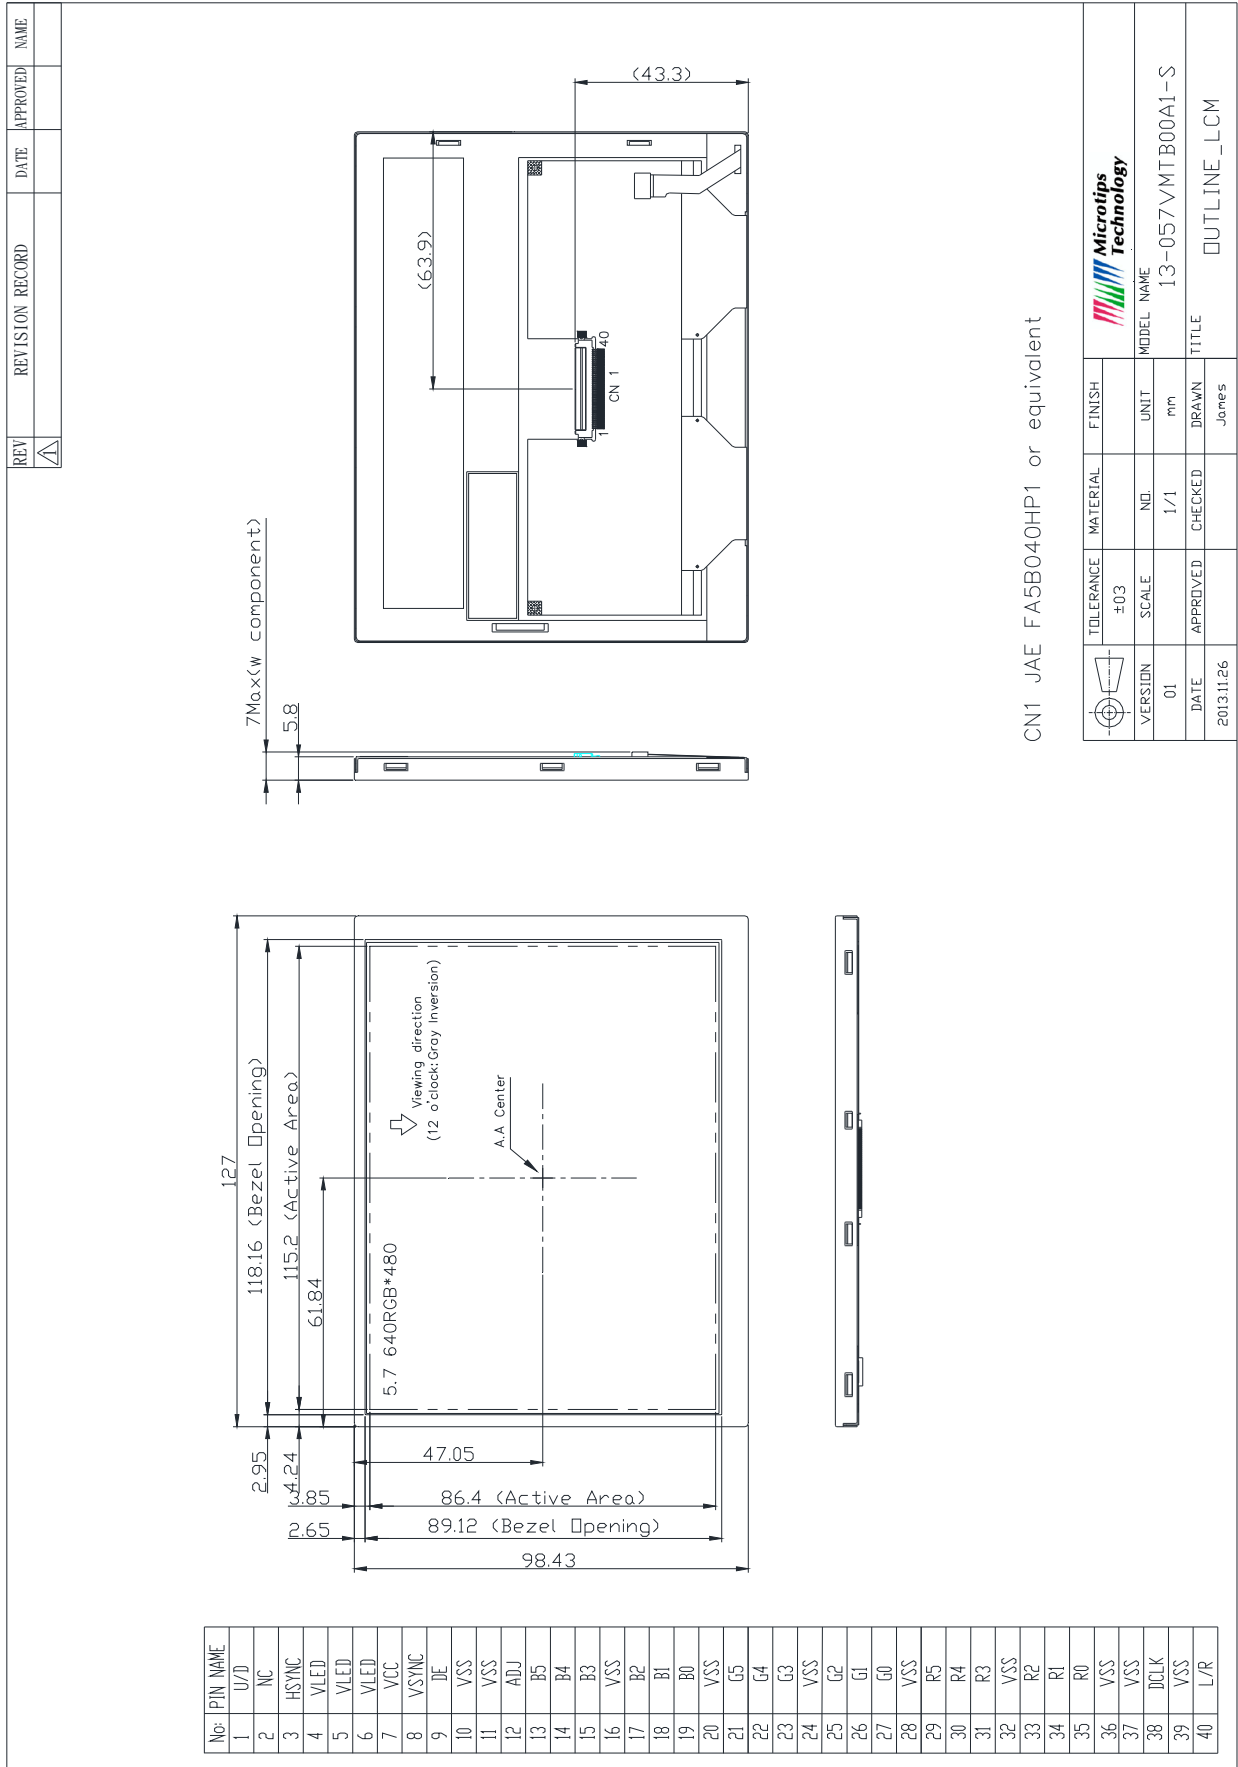 REV REVISION RECORD DATE APPROVED NAME
1
127
118.16 (Bezel Opening)
115.2 (Active Area)
61.84
2.95
4.24
3.85
2.65
47.05
86.4 (Active Area)
89.12 (Bezel Opening)
98.43
5.7 640RGB*480
Viewing direction
(12 o'clock:Gray Inversion)
A.A Center
7Max(w component)
5.8
(63.9)
(43.3)
1 40
CN 1
CN1 JAE FA5B040HP1 or equivalent
No: PIN NAME
1 U/D
2 NC
3 HSYNC
4 VLED
5 VLED
6 VLED
7 VCC
8 VSYNC
9 DE
10 VSS
11 VSS
12 ADJ
13 B5
14 B4
15 B3
16 VSS
17 B2
18 B1
19 B0
20 VSS
21 G5
22 G4
23 G3
24 VSS
25 G2
26 G1
27 G0
28 VSS
29 R5
30 R4
31 R3
32 VSS
33 R2
34 R1
35 R0
36 VSS
37 VSS
38 DCLK
39 VSS
40 L/R
TOLERANCE MATERIAL FINISH
±03
Microtips
Technology
VERSION SCALE NO. UNIT MODEL NAME
01 1/1 mm 13-057VMTB00A1-S
DATE APPROVED CHECKED DRAWN TITLE
2013.11.26 James OUTLINE_LCM